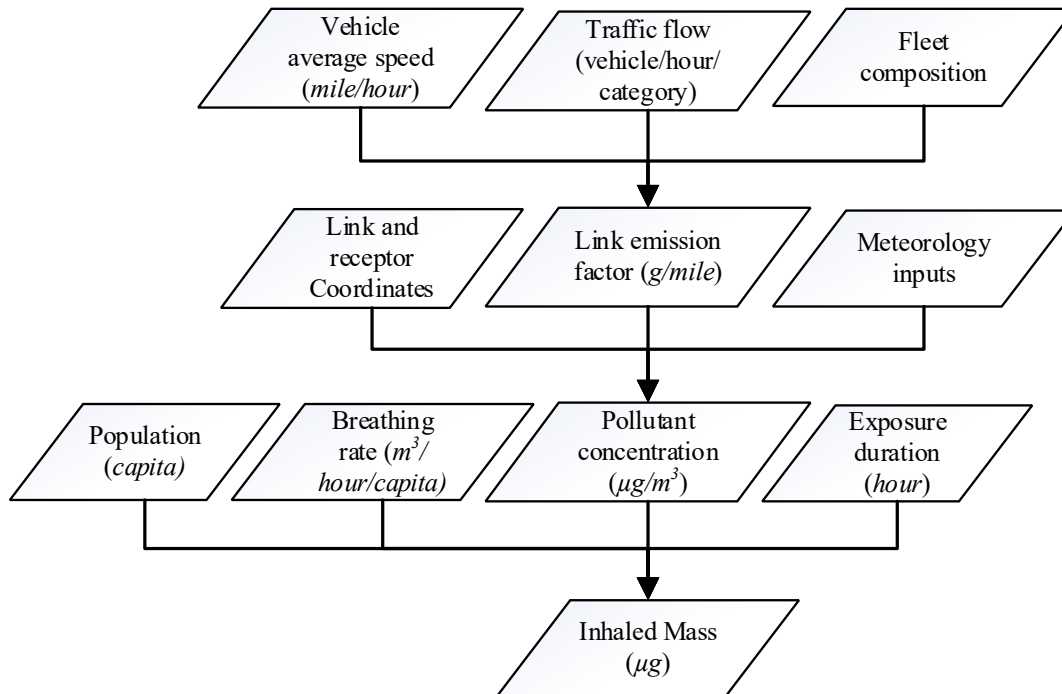 Vehicle
average speed
(mile/hour)
Traffic flow
(vehicle/hour/
category)
Fleet
composition
Link and
receptor
Coordinates
Link emission
factor (g/mile)
Meteorology
inputs
Population
(capita)
Breathing
rate (m³/
hour/capita)
Pollutant
concentration
(µg/m³)
Exposure
duration
(hour)
Inhaled Mass
(µg)